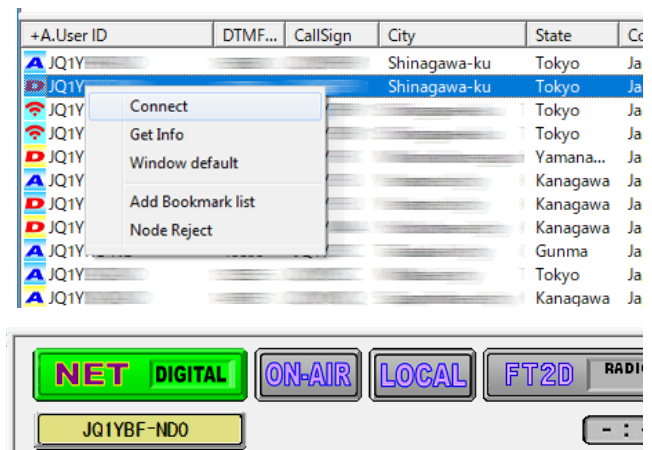 +A.User ID DTMF... CallSign City State Co
A JQ1Y Shinagawa-ku Tokyo Ja
D JQ1Y Shinagawa-ku Tokyo Ja
JQ1Y Tokyo Ja
Connect
JQ1Y Tokyo Ja
Get Info
D JQ1Y Yamana... Ja
Window default
A JQ1Y Kanagawa Ja
D JQ1Y Kanagawa Ja
Add Bookmark list
D JQ1Y Kanagawa Ja
Node Reject
A JQ1Y Gunma Ja
A JQ1Y Tokyo Ja
A JQ1Y Kanagawa Ja
NET DIGITAL ON-AIR LOCAL FT2D RADIO
JQ1YBF-ND0 - : -